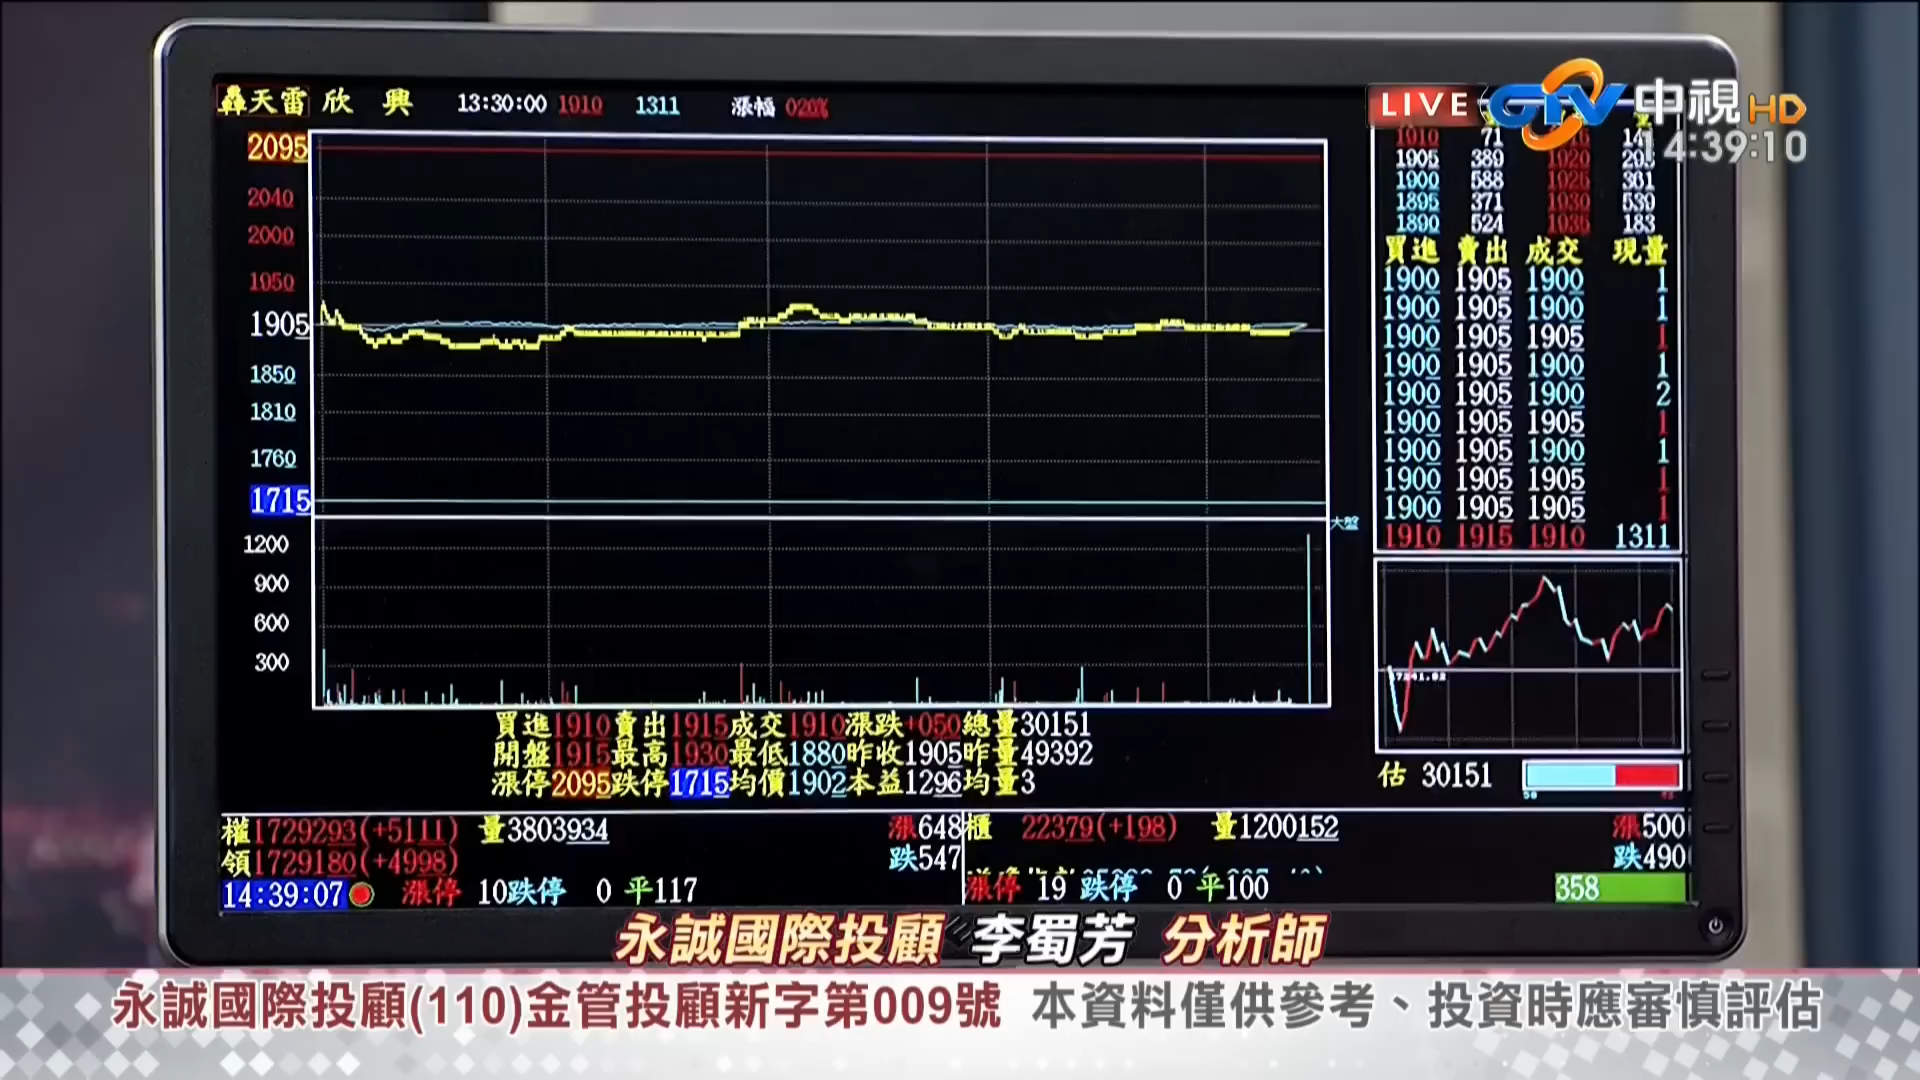 天雷 欣 興 13:30:00 1910 1311 漲幅 026%
LIVE CTV 中視 HD
14:39:10
2095
2040
2000
1950
1905
1850
1810
1760
1715
1200
900
600
300
大盤
1910 71
1905 389 1920
1900 588 1925 361
1895 371 1930 539
1890 524 1935 183
買進 賣出 成交 現量
1900 1905 1900 1
1900 1905 1900 1
1900 1905 1905 1
1900 1905 1900 1
1900 1905 1900 2
1900 1905 1905 1
1900 1905 1900 1
1900 1905 1905 1
1900 1905 1905 1
1910 1915 1910 1311
17241.82
買進1910賣出1915成交1910漲跌+050總量30151
開盤1915最高1930最低1880昨收1905昨量49392
漲停2095跌停1715均價1902本益1296均量3
估 30151
權1729293(+5111) 量3803934 漲648
領1729180(+4998) 跌547
14:39:07 漲停 10跌停 0 平117
櫃 22379(+198) 量1200152 漲500
跌490
漲停 19 跌停 0 平100
358
永誠國際投顧 李蜀芳 分析師
永誠國際投顧(110)金管投顧新字第009號 本資料僅供參考、投資時應審慎評估